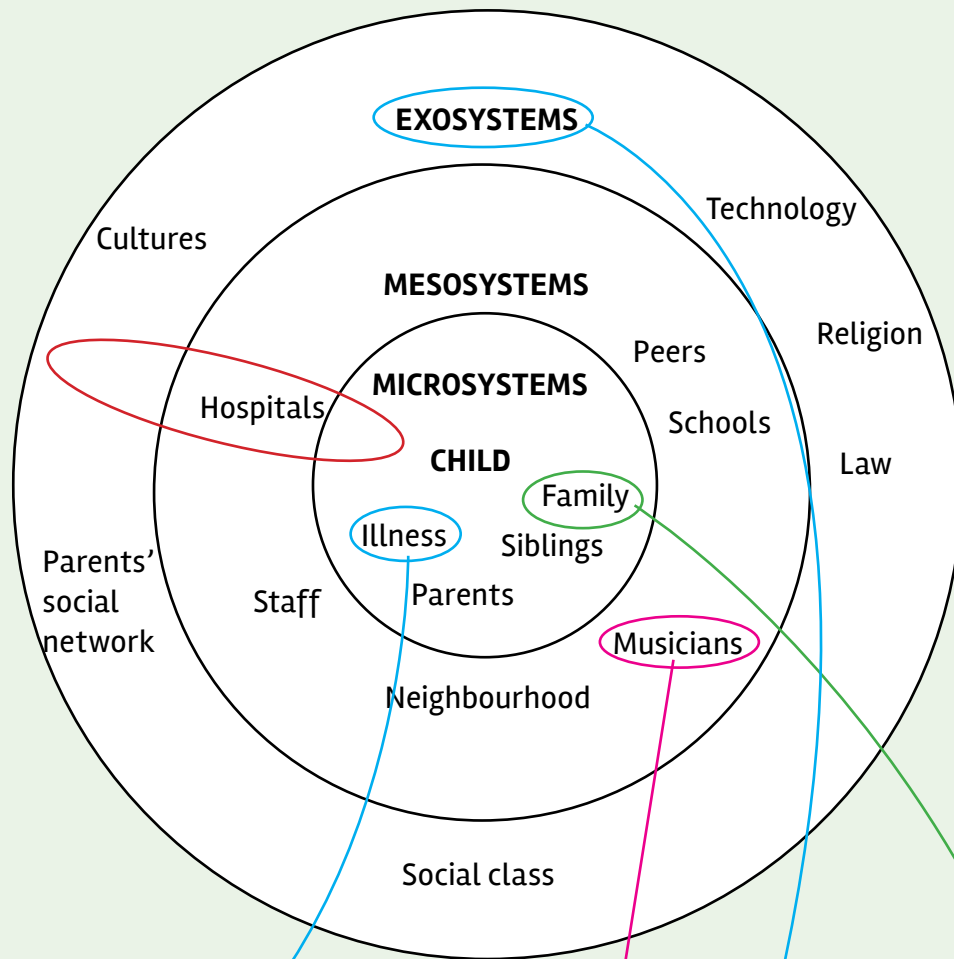 EXOSYSTEMS
Technology
Cultures
MESOSYSTEMS
Religion
Peers
MICROSYSTEMS
Hospitals
Schools
CHILD
Law
Family
Illness
Siblings
Parents'
social
network
Staff
Parents
Musicians
Neighbourhood
Social class